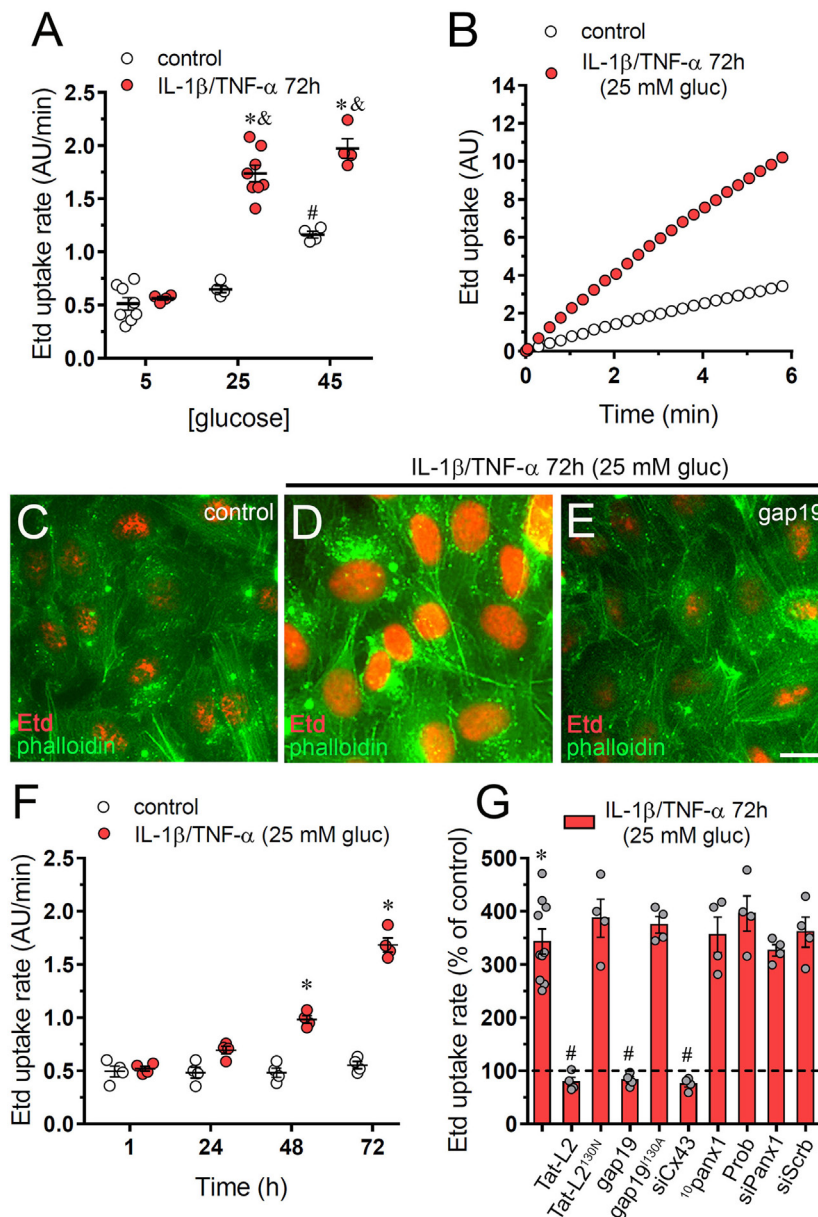 A
control
IL-1β/TNF-α 72h
Etd uptake rate (AU/min)
2.5
2.0
1.5
1.0
0.5
0.0
*&
#
*&
5 25 45
[glucose]
B
control
IL-1β/TNF-α 72h
(25 mM gluc)
Etd uptake (AU)
14
12
10
8
6
4
2
0
0 2 4 6
Time (min)
IL-1β/TNF-α 72h (25 mM gluc)
C control
Etd
phalloidin
D
Etd
phalloidin
E gap19
Etd
phalloidin
F
control
IL-1β/TNF-α (25 mM gluc)
Etd uptake rate (AU/min)
2.5
2.0
1.5
1.0
0.5
0.0
*
*
1 24 48 72
Time (h)
G
IL-1β/TNF-α 72h
(25 mM gluc)
Etd uptake rate (% of control)
500
400
300
200
100
0
*
#
#
#
Tat-L2
Tat-L2¹³⁰ᴺ
gap19
gap19ᴵ¹³⁰ᴬ
siCx43
¹⁰panx1
Prob
siPanx1
siScrb